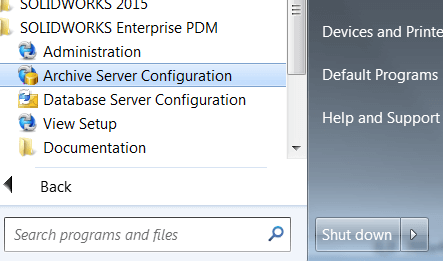 SOLIDWORKS 2015
SOLIDWORKS Enterprise PDM
Administration
Archive Server Configuration
Database Server Configuration
View Setup
Documentation
Back
Search programs and files
Devices and Printe
Default Programs
Help and Support
Shut down